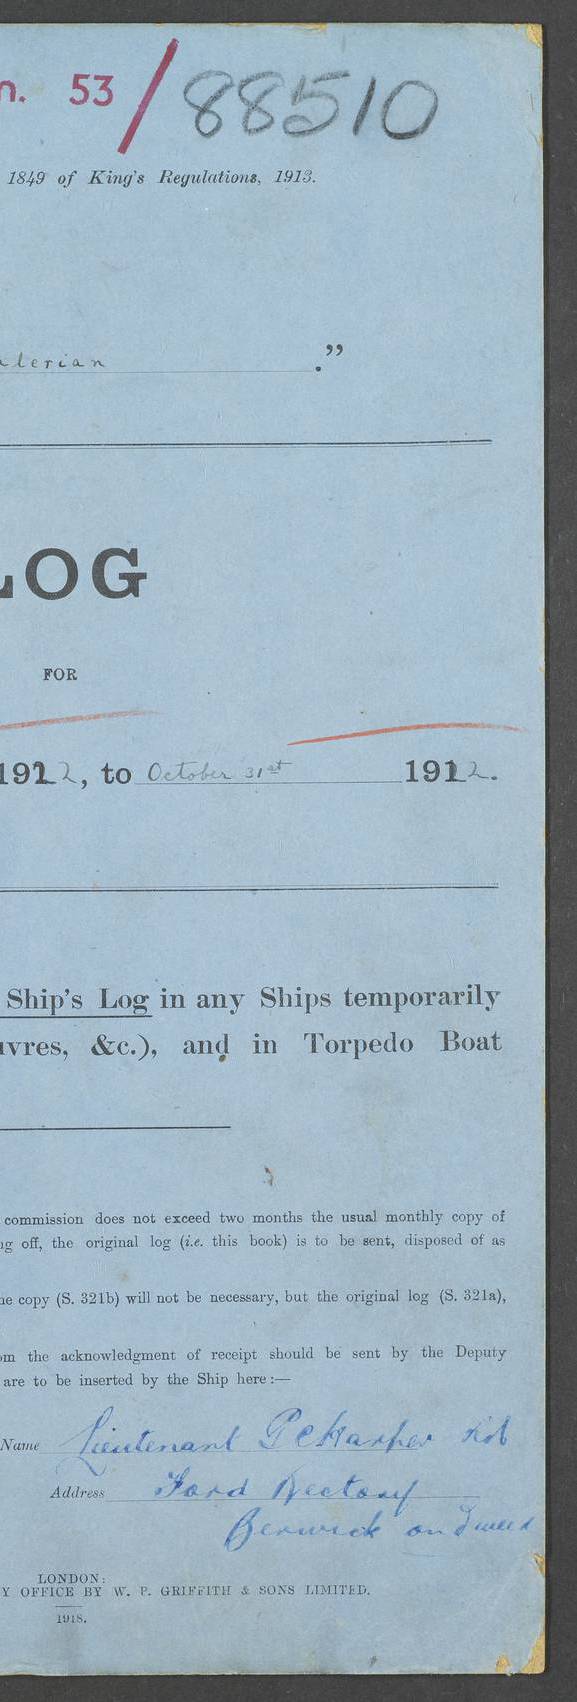 n. 53/88510
1849 of King's Regulations, 1913.
alerian ."
LOG
FOR
1922, to October 31st 1912.
Ship's Log in any Ships temporarily
uvres, &c.), and in Torpedo Boat
commission does not exceed two months the usual monthly copy of
ng off, the original log (i.e. this book) is to be sent, disposed of as
he copy (S. 321b) will not be necessary, but the original log (S. 321a),
om the acknowledgment of receipt should be sent by the Deputy
are to be inserted by the Ship here:—
Name Lieutenant
Address Ford Rectory
Berwick on Tweed
LONDON:
Y OFFICE BY W. P. GRIFFITH & SONS LIMITED.
1918.